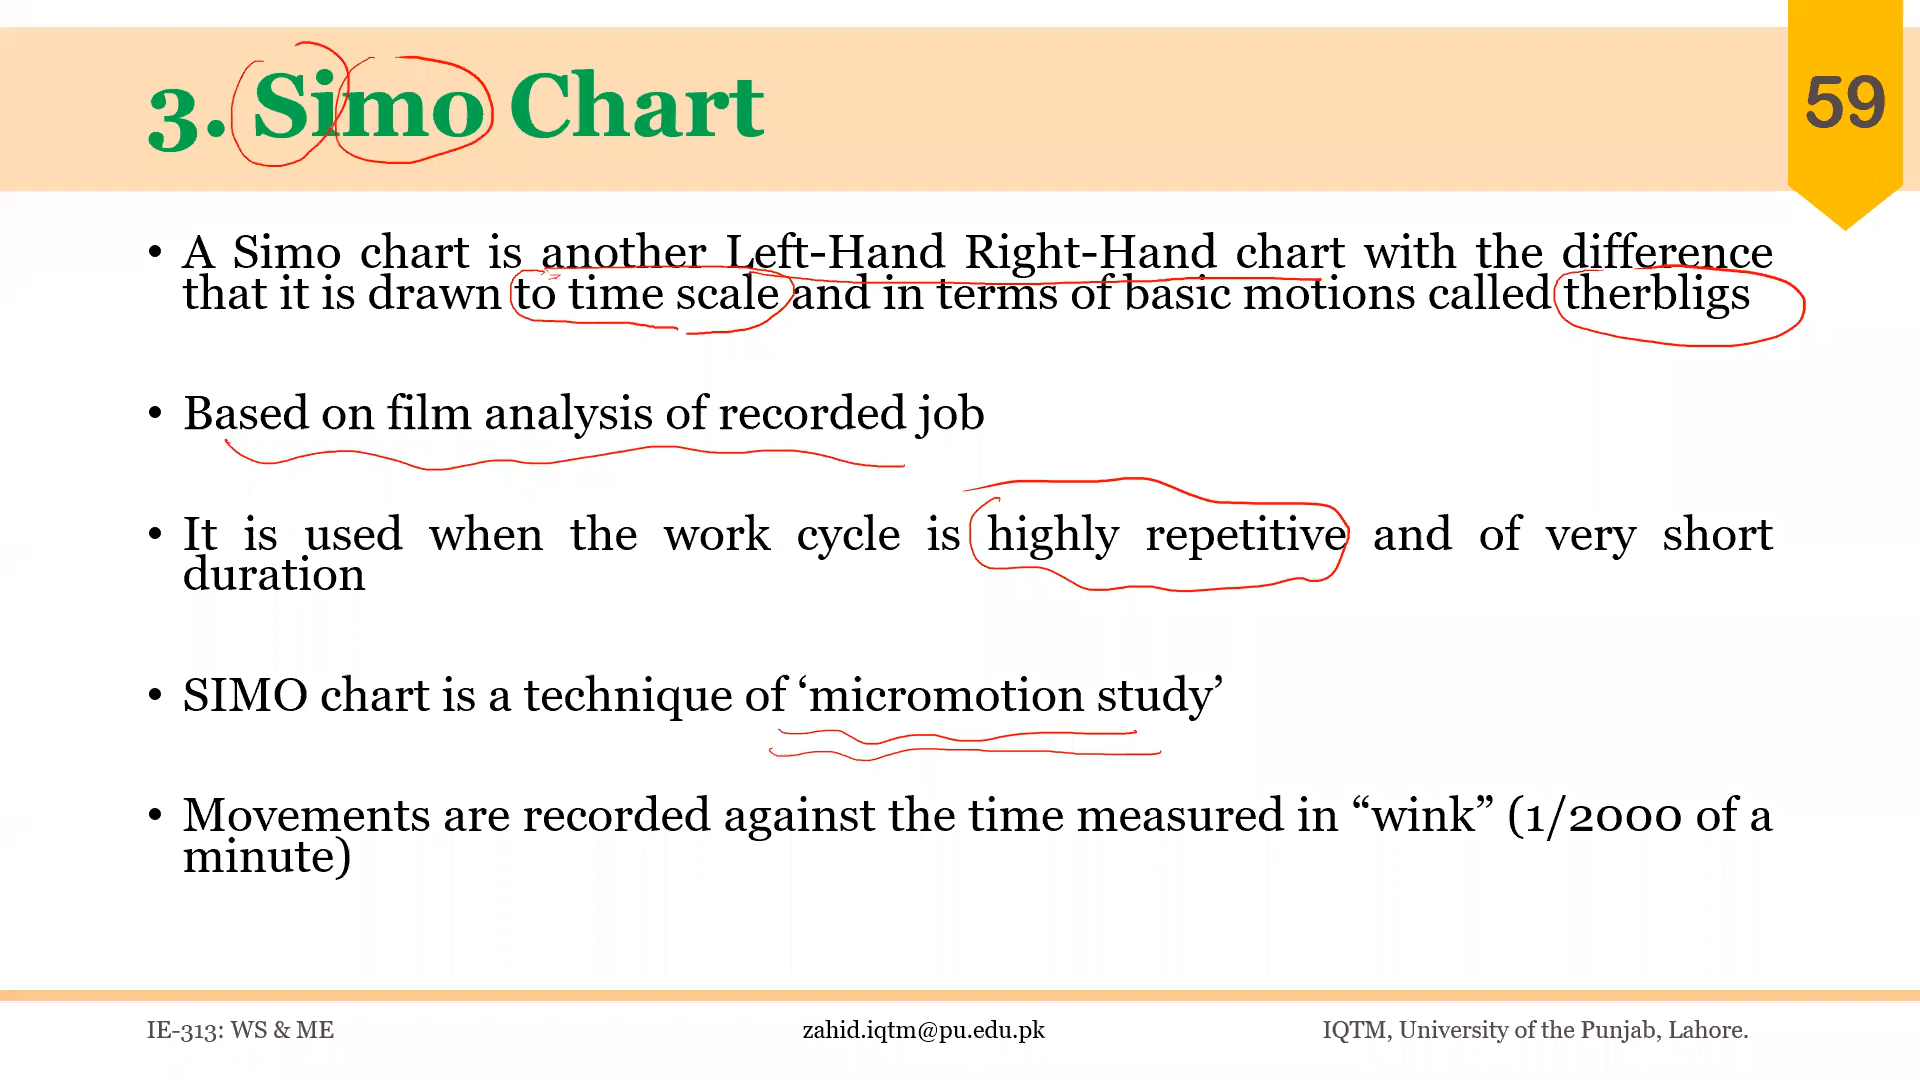 3. Simo Chart
59
• A Simo chart is another Left-Hand Right-Hand chart with the difference
that it is drawn to time scale and in terms of basic motions called therbligs
• Based on film analysis of recorded job
• It is used when the work cycle is highly repetitive and of very short
duration
• SIMO chart is a technique of ‘micromotion study’
• Movements are recorded against the time measured in “wink” (1/2000 of a
minute)
IE-313: WS & ME
zahid.iqtm@pu.edu.pk
IQTM, University of the Punjab, Lahore.